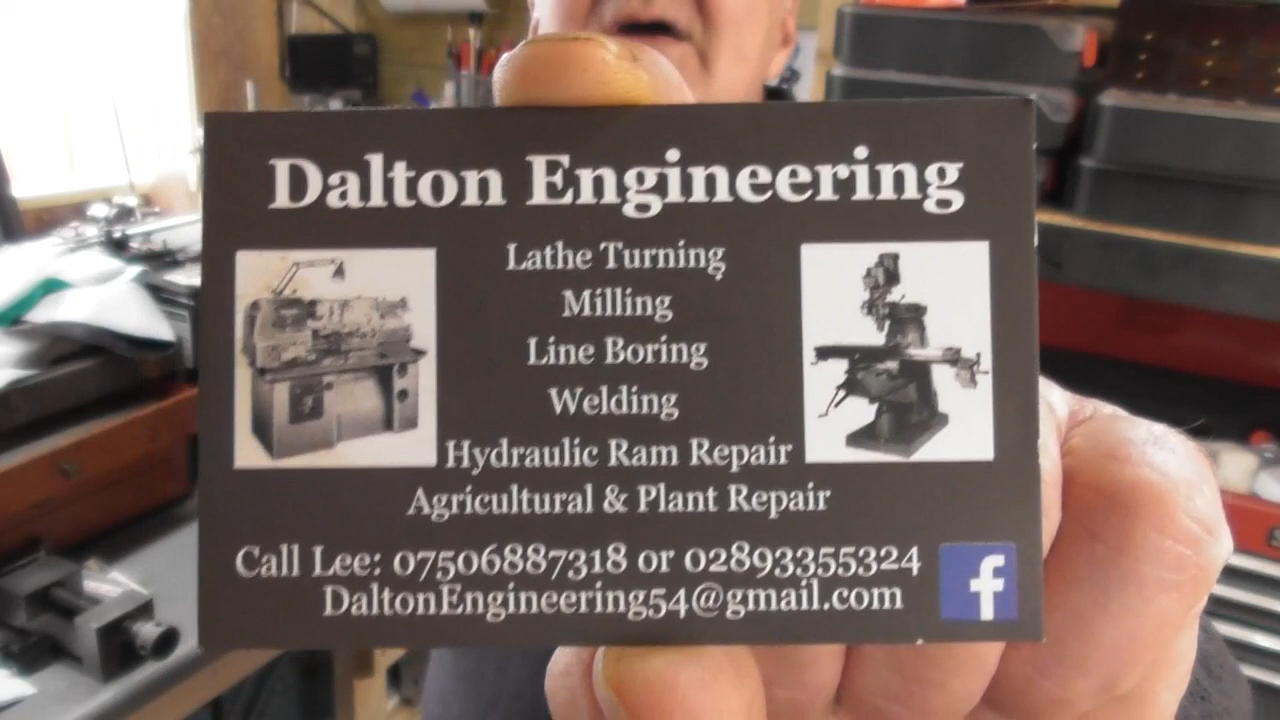 Dalton Engineering
Lathe Turning
Milling
Line Boring
Welding
Hydraulic Ram Repair
Agricultural & Plant Repair
Call Lee: 07506887318 or 02893355324
DaltonEngineering54@gmail.com
f